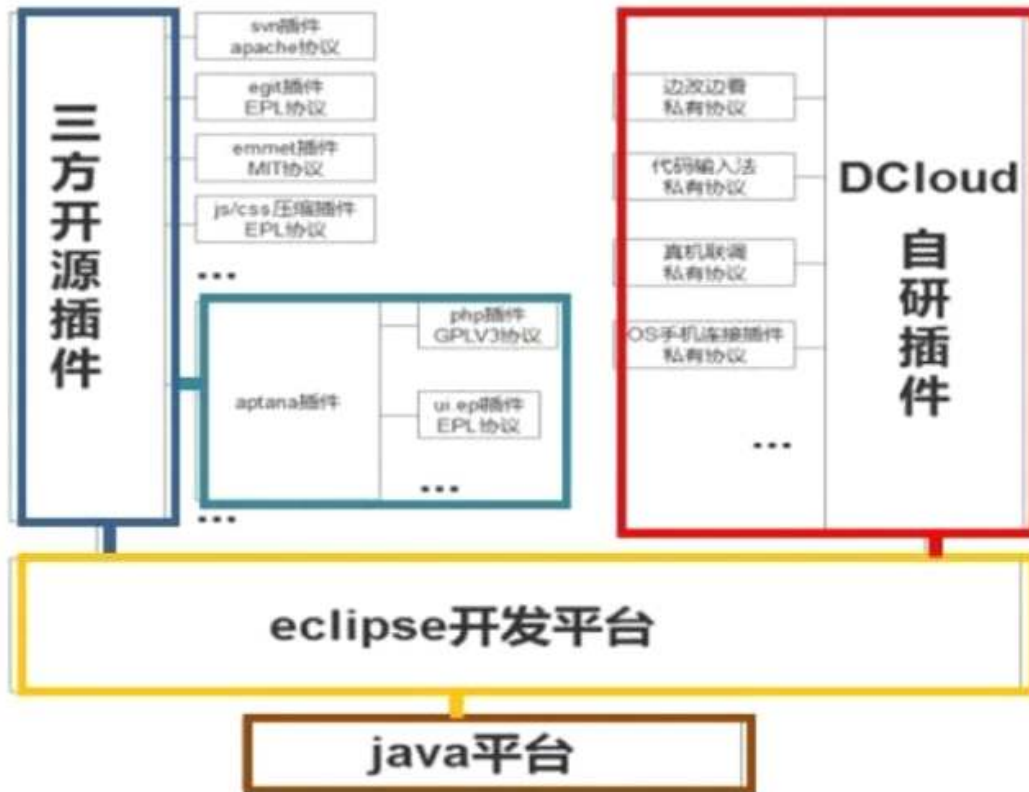 三方开源插件
svn插件
apache协议
egit插件
EPL协议
emmet插件
MIT协议
js/css压缩插件
EPL协议
...
aptana插件
php插件
GPLV3协议
ui.epl插件
EPL协议
...
...
边改边看
私有协议
代码输入法
私有协议
真机联调
私有协议
OS手机连接插件
私有协议
...
DCloud
自研插件
eclipse开发平台
java平台